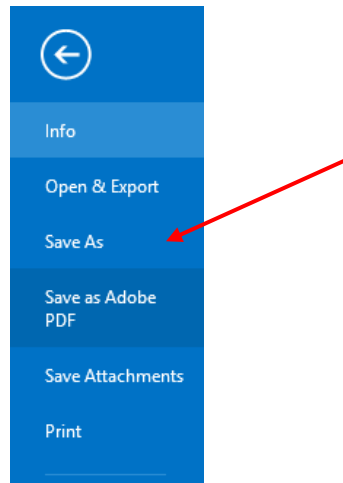 Info
Open & Export
Save As
Save as Adobe
PDF
Save Attachments
Print